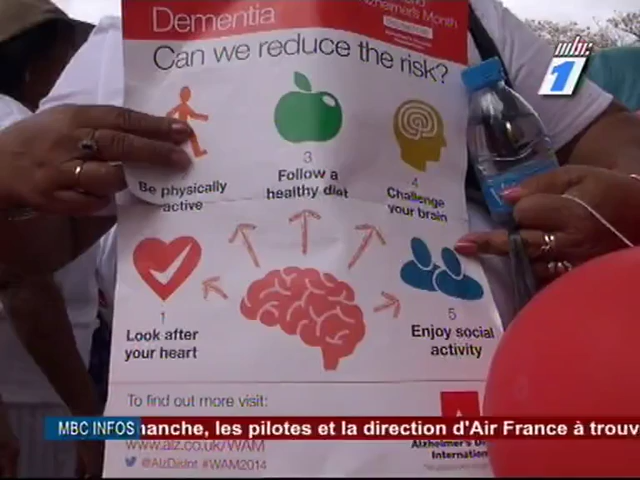 Dementia
Alzheimer's Month
Can we reduce the risk?
mbc
1
3
4
Be physically
active
Follow a
healthy diet
Challenge
your brain
1
5
Look after
your heart
Enjoy social
activity
To find out more visit:
MBC INFOS
manche, les pilotes et la direction d'Air France à trouv
www.alz.co.uk/WAM
@AlzDisInt #WAM2014
Alzheimer's Di
International